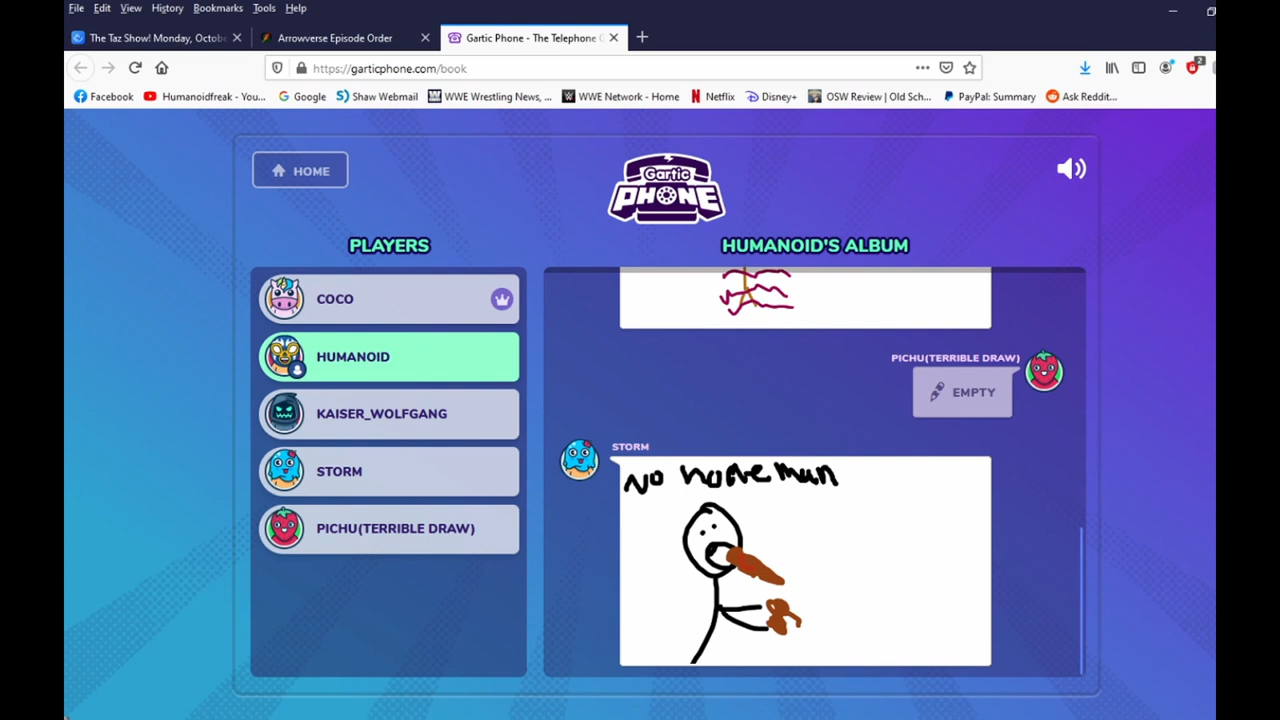 File Edit View History Bookmarks Tools Help
The Taz Show! Monday, Octobe
Arrowverse Episode Order
Gartic Phone - The Telephone G
https://garticphone.com/book
2
Facebook
Humanoidfreak - You...
Google
Shaw Webmail
WWE Wrestling News, ...
WWE Network - Home
Netflix
Disney+
OSW Review | Old Sch...
PayPal: Summary
Ask Reddit...
HOME
Gartic
PHONE
PLAYERS
HUMANOID'S ALBUM
COCO
HUMANOID
KAISER_WOLFGANG
STORM
PICHU(TERRIBLE DRAW)
PICHU(TERRIBLE DRAW)
EMPTY
STORM
No
man